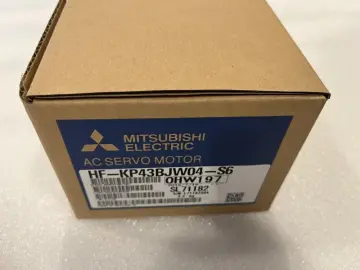 MITSUBISHI
ELECTRIC
AC SERVO MOTOR
HF-KP43BJW04-S6
0HW197
SL71182